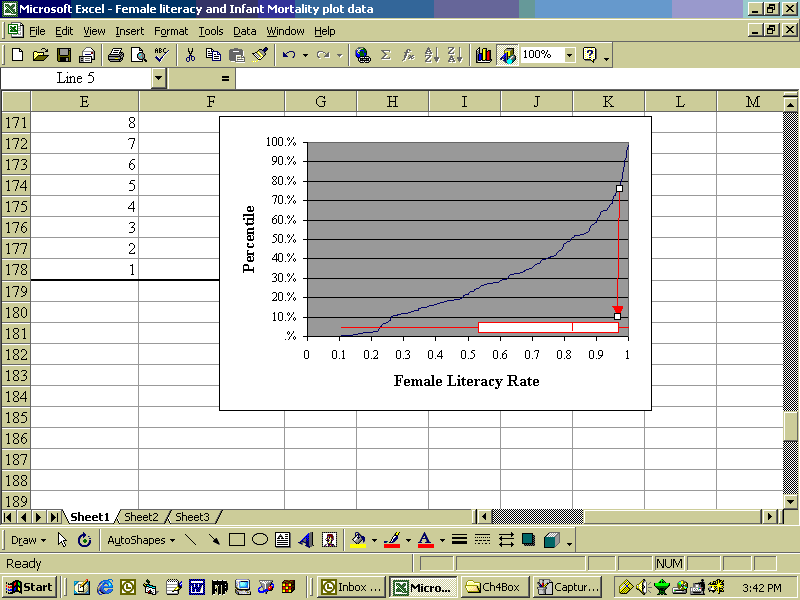 Microsoft Excel - Female literacy and Infant Mortality plot data
File Edit View Insert Format Tools Data Window Help
100%
Line 5 =
E F G H I J K L M
171 8
172 7
173 6
174 5
175 4
176 3
177 2
178 1
179
180
181
182
183
184
185
186
187
188
189
100.%
90.%
80.%
70.%
60.%
50.%
40.%
30.%
20.%
10.%
.%
Percentile
0 0.1 0.2 0.3 0.4 0.5 0.6 0.7 0.8 0.9 1
Female Literacy Rate
Sheet1 Sheet2 Sheet3
Draw AutoShapes
Ready NUM
Start Inbox ... Micro... Ch4Box Captur... 3:42 PM